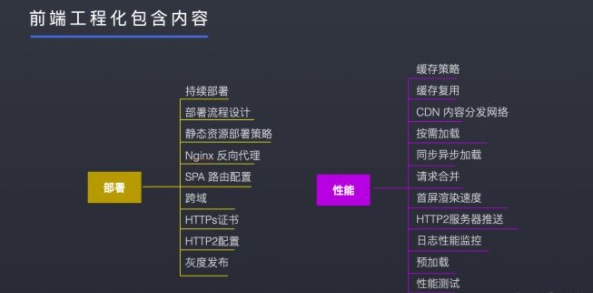 前端工程化包含内容
部署
持续部署
部署流程设计
静态资源部署策略
Nginx 反向代理
SPA 路由配置
跨域
HTTPs证书
HTTP2配置
灰度发布
性能
缓存策略
缓存复用
CDN 内容分发网络
按需加载
同步异步加载
请求合并
首屏渲染速度
HTTP2服务器推送
日志性能监控
预加载
性能测试